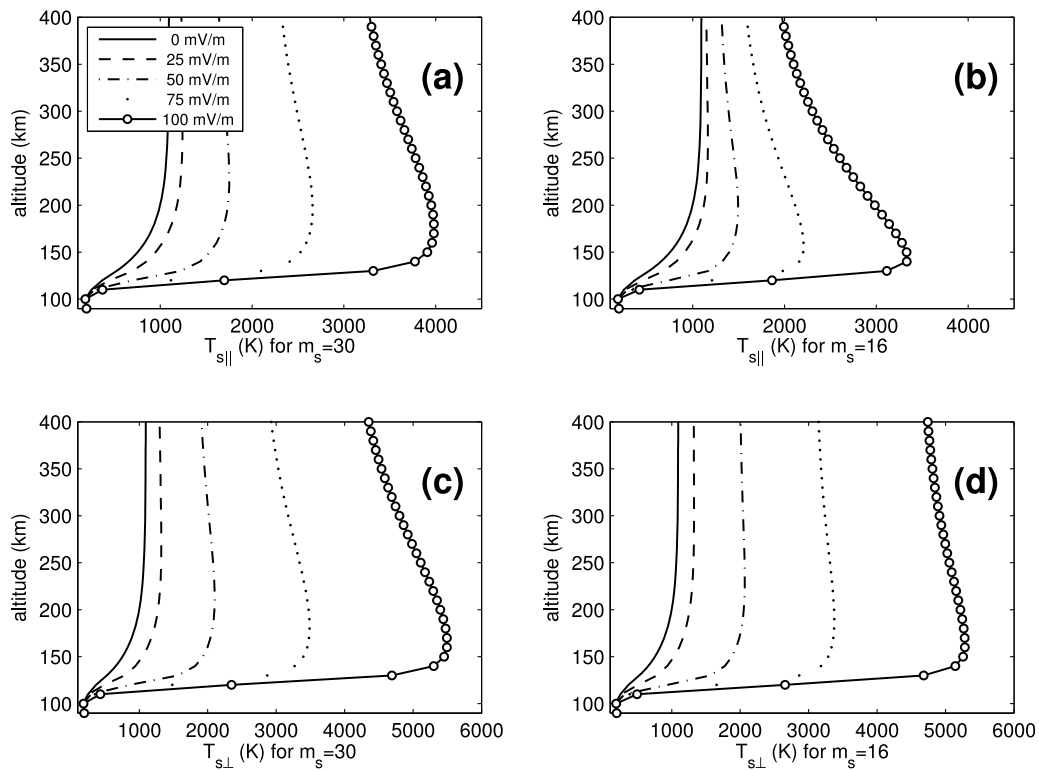 400
350
300
250
200
150
100
altitude (km)
0 mV/m
25 mV/m
50 mV/m
75 mV/m
100 mV/m
(a)
1000 2000 3000 4000
T_s|| (K) for m_s=30
400
350
300
250
200
150
100
altitude (km)
(b)
1000 2000 3000 4000
T_s|| (K) for m_s=16
400
350
300
250
200
150
100
altitude (km)
(c)
1000 2000 3000 4000 5000 6000
T_s⊥ (K) for m_s=30
400
350
300
250
200
150
100
altitude (km)
(d)
1000 2000 3000 4000 5000 6000
T_s⊥ (K) for m_s=16